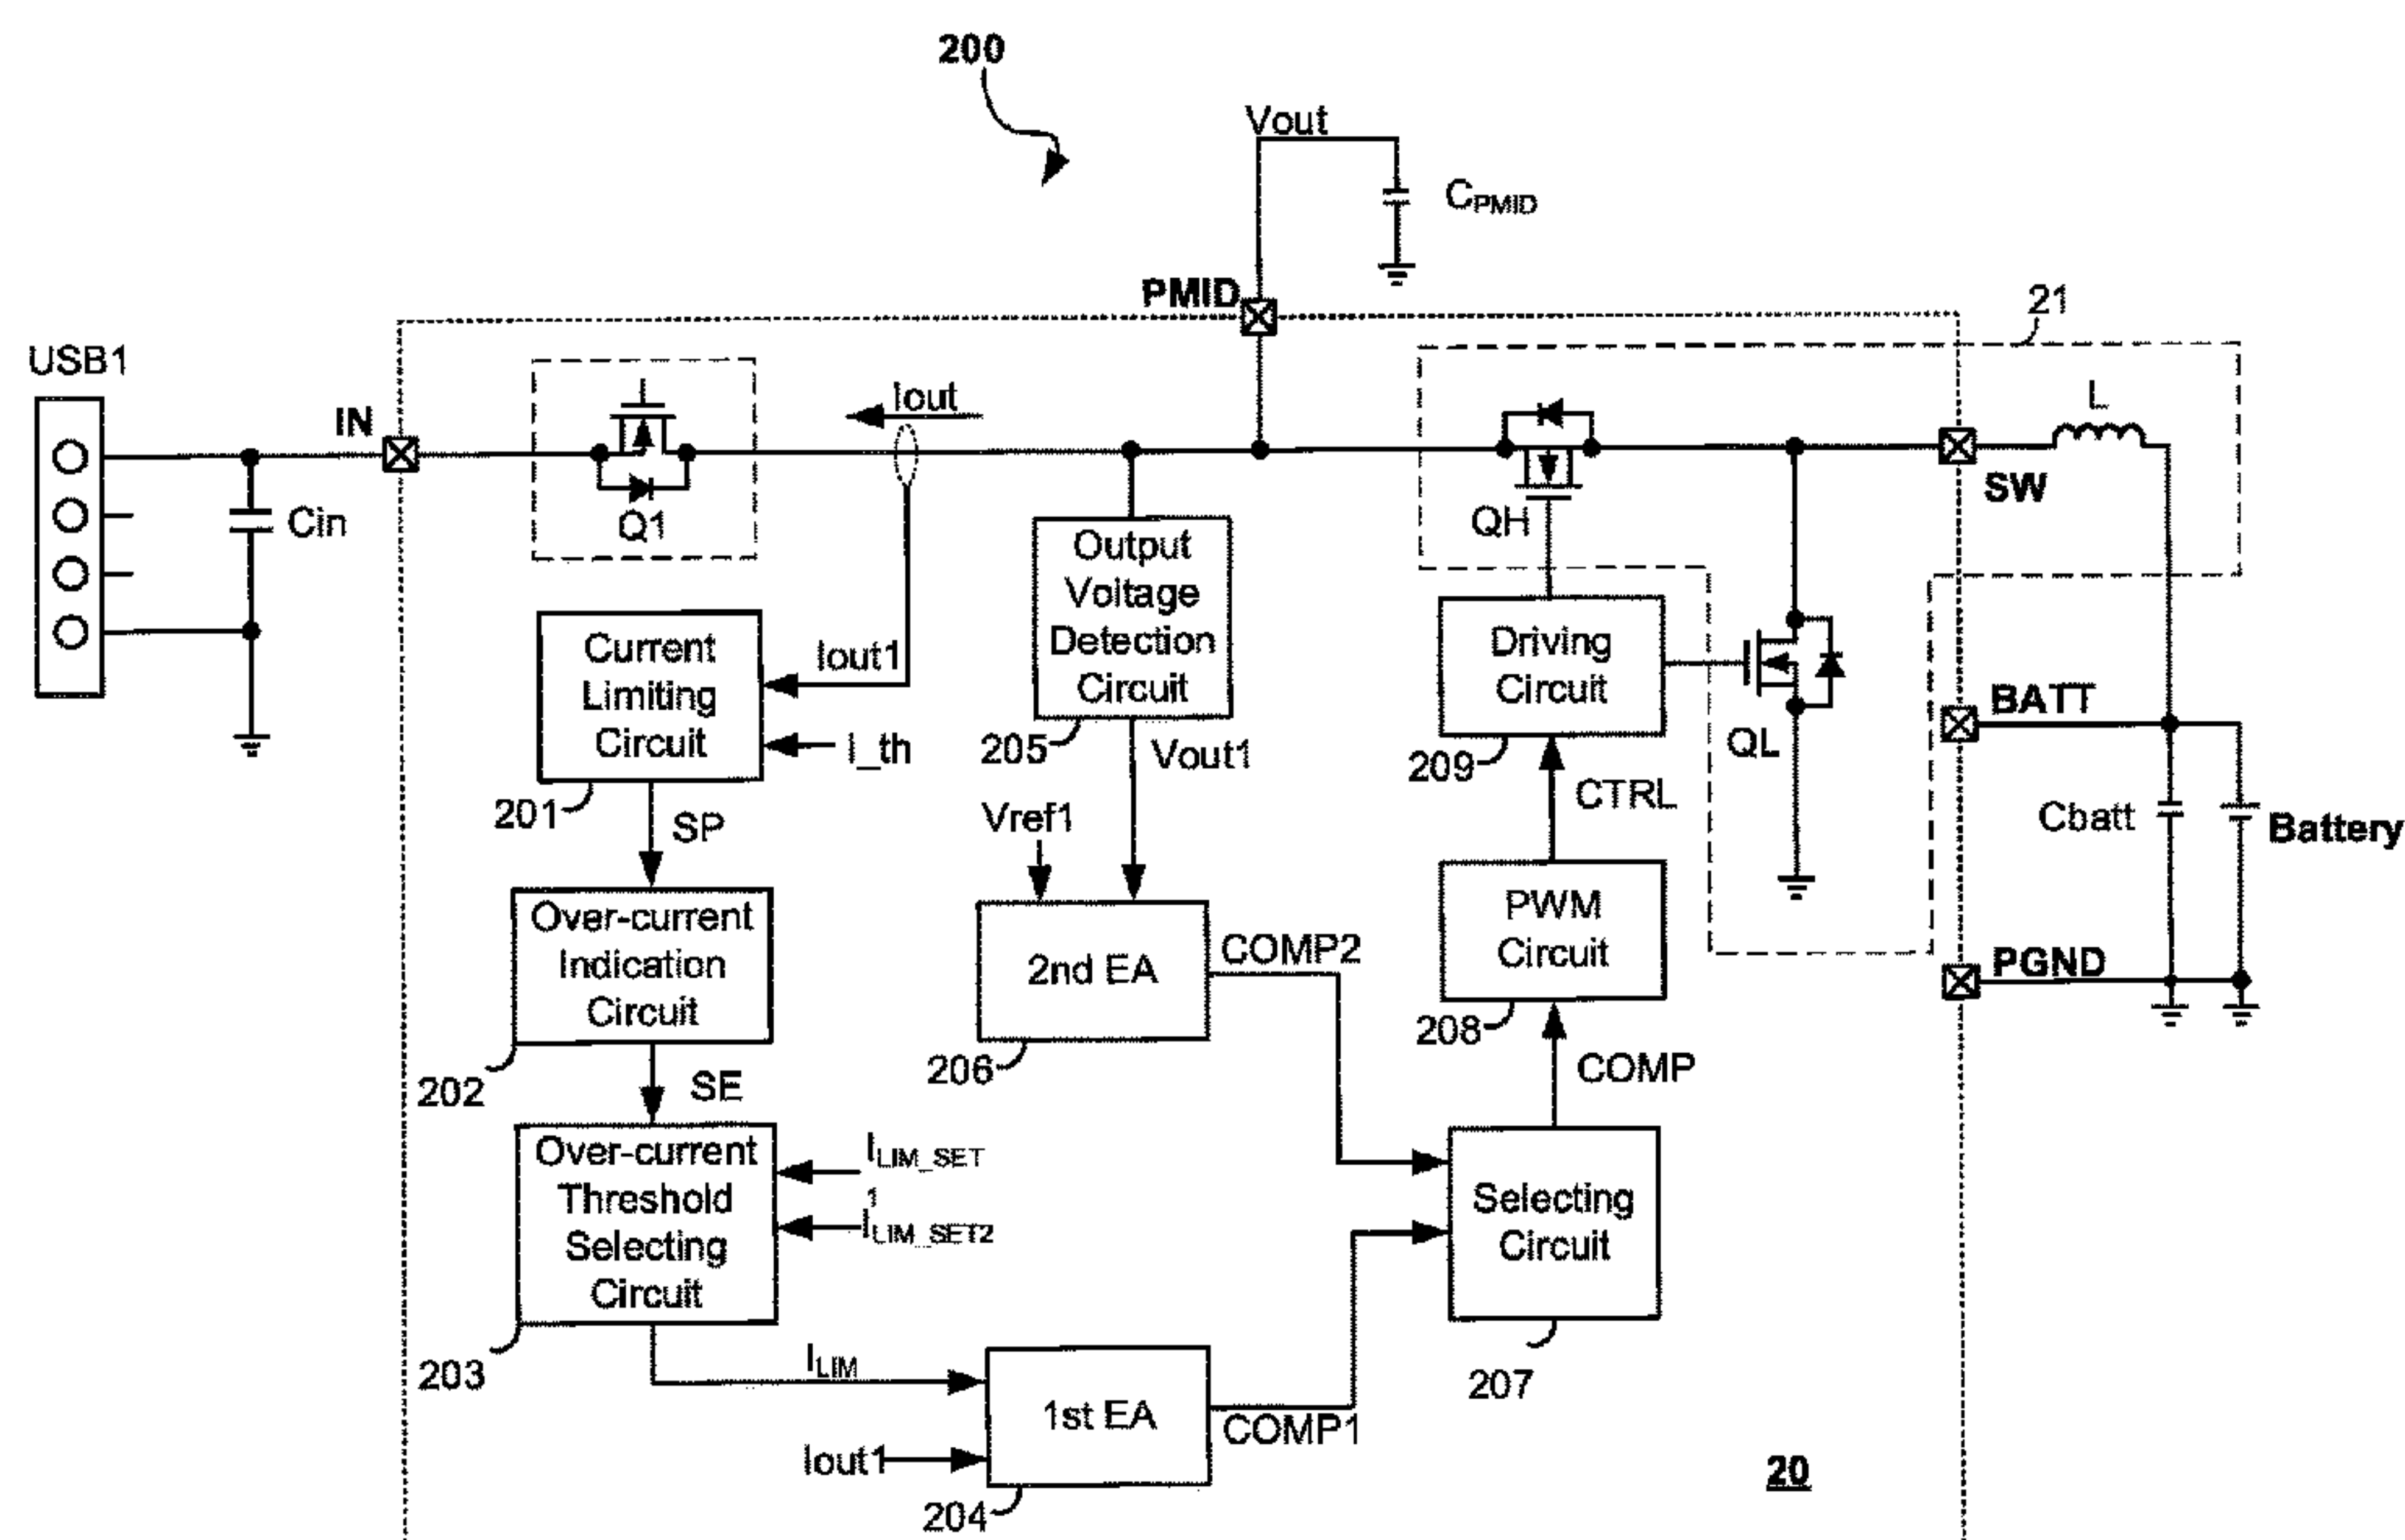 200
Vout
CPMID
PMID
21
USB1
IN
Iout
L
Q1
Cin
QH
SW
Output
Voltage
Detection
Circuit
205
Vout1
Current
Limiting
Circuit
201
Iout1
I_th
Driving
Circuit
209
QL
BATT
SP
Vref1
CTRL
Cbatt
Battery
Over-current
Indication
Circuit
202
2nd EA
206
COMP2
PWM
Circuit
208
PGND
SE
COMP
Over-current
Threshold
Selecting
Circuit
203
ILIM_SET
1
ILIM_SET2
Selecting
Circuit
207
ILIM
1st EA
COMP1
Iout1
204
20